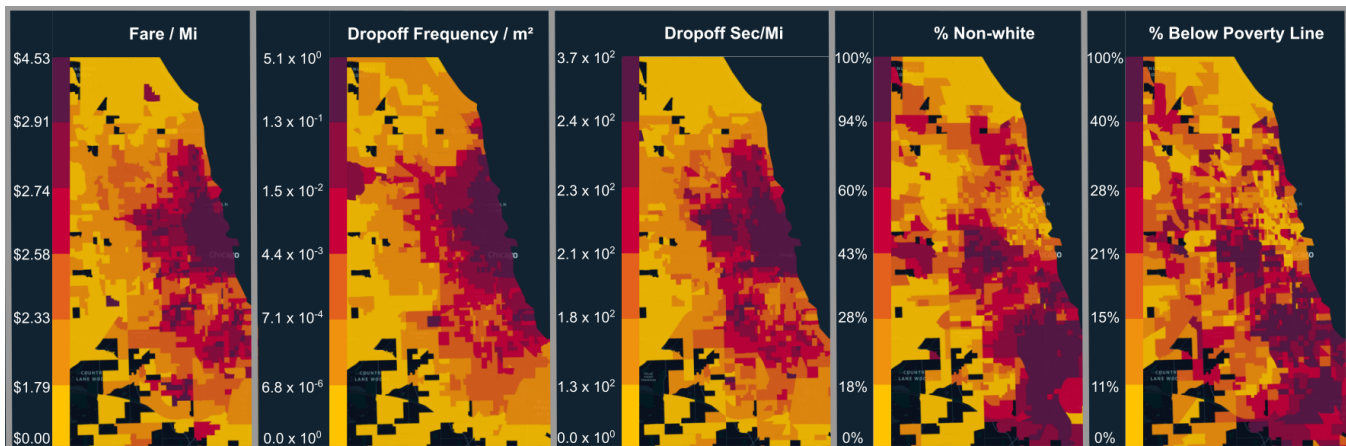 Fare / Mi
$4.53
$2.91
$2.74
$2.58
$2.33
$1.79
$0.00
Dropoff Frequency / m²
5.1 x 10⁰
1.3 x 10⁻¹
1.5 x 10⁻²
4.4 x 10⁻³
7.1 x 10⁻⁴
6.8 x 10⁻⁶
0.0 x 10⁰
Dropoff Sec/Mi
3.7 x 10²
2.4 x 10²
2.3 x 10²
2.1 x 10²
1.8 x 10²
1.3 x 10²
0.0 x 10⁰
% Non-white
100%
94%
60%
43%
28%
18%
0%
% Below Poverty Line
100%
40%
28%
21%
15%
11%
0%
Chicago
Chicago